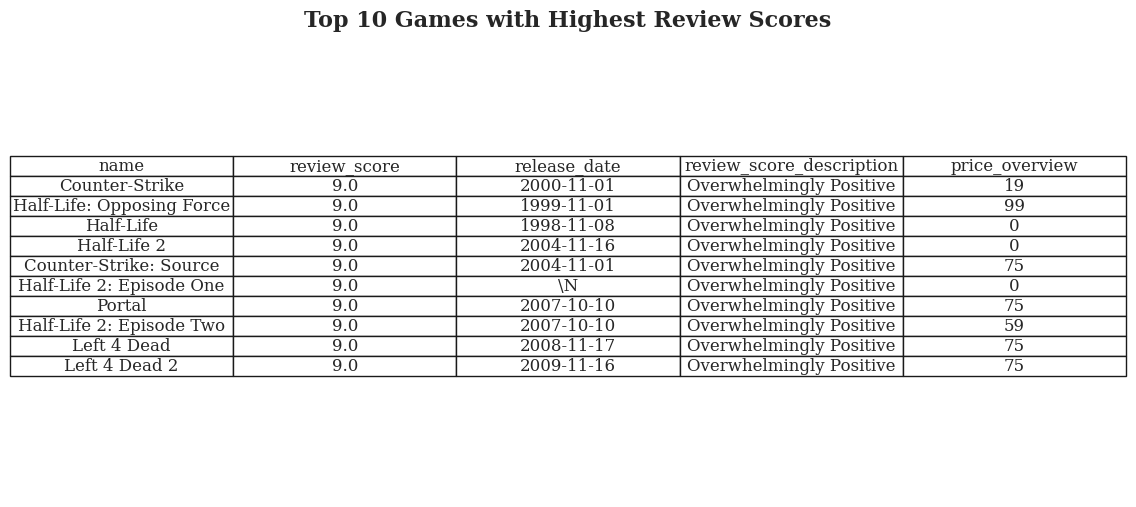 Top 10 Games with Highest Review Scores
name review_score release_date review_score_description price_overview
Counter-Strike 9.0 2000-11-01 Overwhelmingly Positive 19
Half-Life: Opposing Force 9.0 1999-11-01 Overwhelmingly Positive 99
Half-Life 9.0 1998-11-08 Overwhelmingly Positive 0
Half-Life 2 9.0 2004-11-16 Overwhelmingly Positive 0
Counter-Strike: Source 9.0 2004-11-01 Overwhelmingly Positive 75
Half-Life 2: Episode One 9.0 \N Overwhelmingly Positive 0
Portal 9.0 2007-10-10 Overwhelmingly Positive 75
Half-Life 2: Episode Two 9.0 2007-10-10 Overwhelmingly Positive 59
Left 4 Dead 9.0 2008-11-17 Overwhelmingly Positive 75
Left 4 Dead 2 9.0 2009-11-16 Overwhelmingly Positive 75